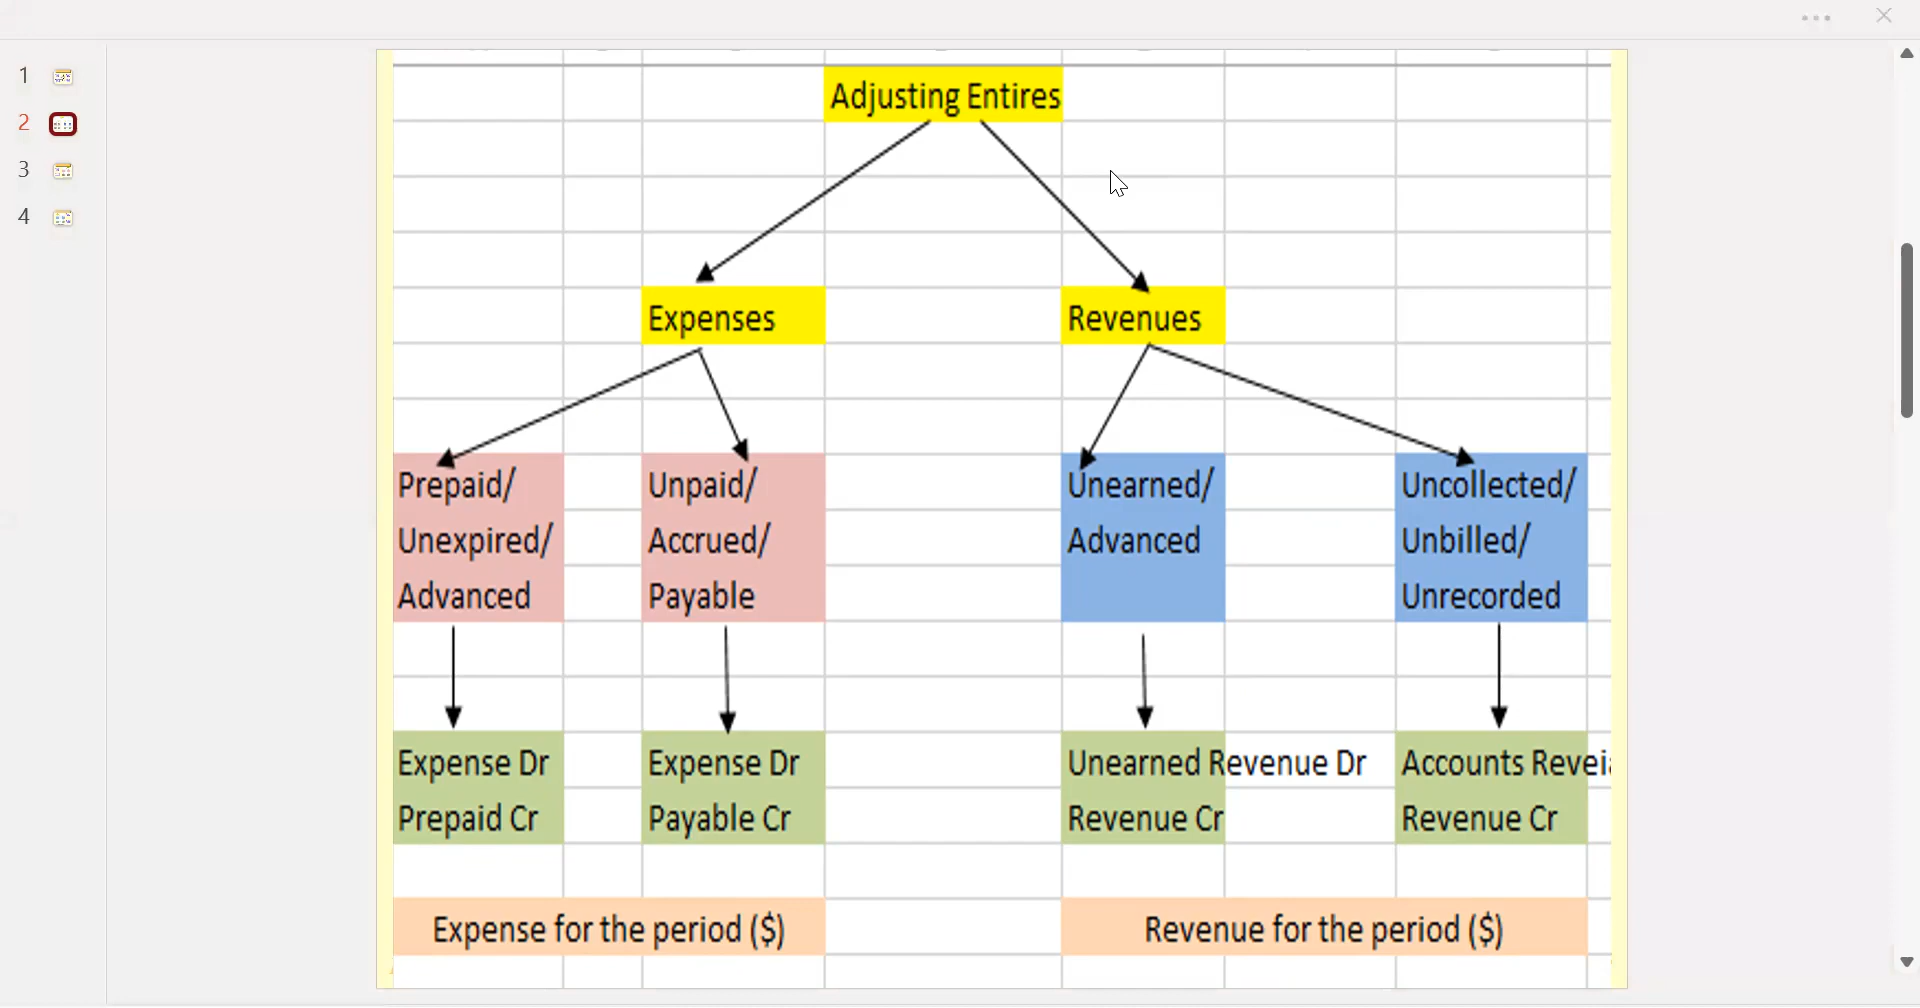 1
2
3
4
Adjusting Entires
Expenses
Revenues
Prepaid/
Unexpired/
Advanced
Unpaid/
Accrued/
Payable
Unearned/
Advanced
Uncollected/
Unbilled/
Unrecorded
Expense Dr
Prepaid Cr
Expense Dr
Payable Cr
Unearned Revenue Dr
Revenue Cr
Accounts
Revenue Cr
Expense for the period ($)
Revenue for the period ($)